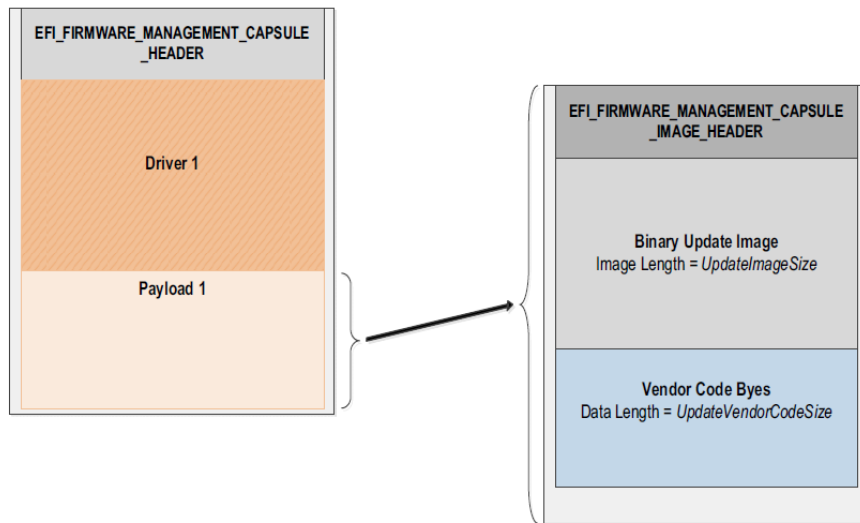 EFI_FIRMWARE_MANAGEMENT_CAPSULE
_HEADER
Driver 1
Payload 1
EFI_FIRMWARE_MANAGEMENT_CAPSULE
_IMAGE_HEADER
Binary Update Image
Image Length = UpdateImageSize
Vendor Code Byes
Data Length = UpdateVendorCodeSize